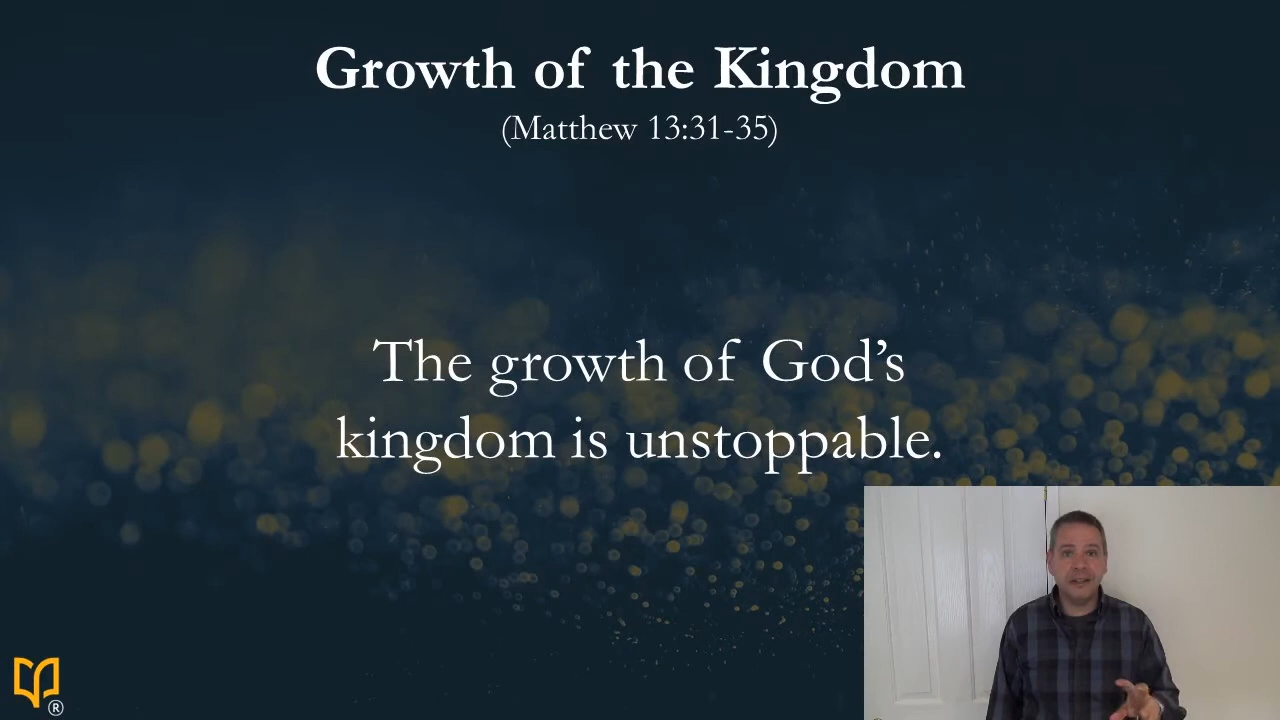 Growth of the Kingdom
(Matthew 13:31-35)
The growth of God’s
kingdom is unstoppable.
®